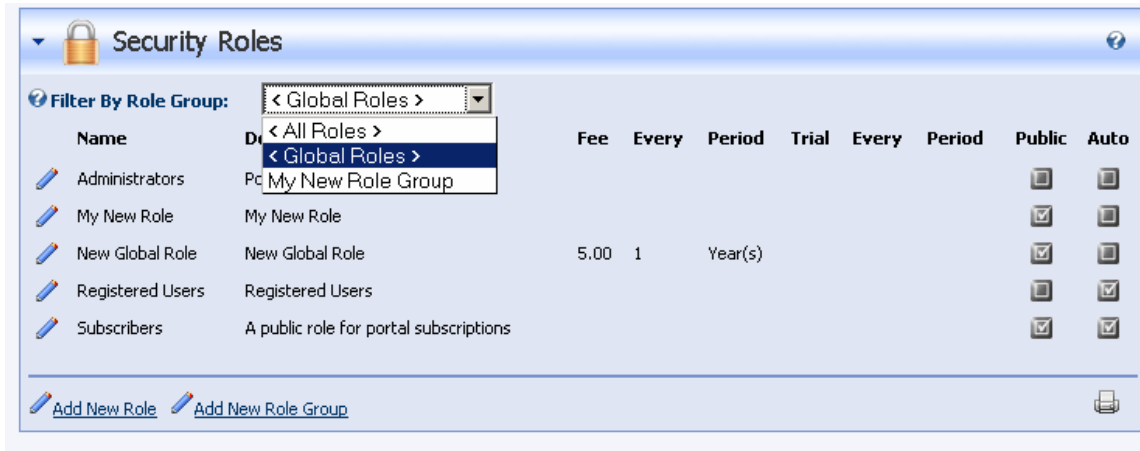 Security Roles
Filter By Role Group: < Global Roles >
< All Roles >
< Global Roles >
My New Role Group
Name Fee Every Period Trial Every Period Public Auto
Administrators
My New Role My New Role
New Global Role New Global Role 5.00 1 Year(s)
Registered Users Registered Users
Subscribers A public role for portal subscriptions
Add New Role Add New Role Group